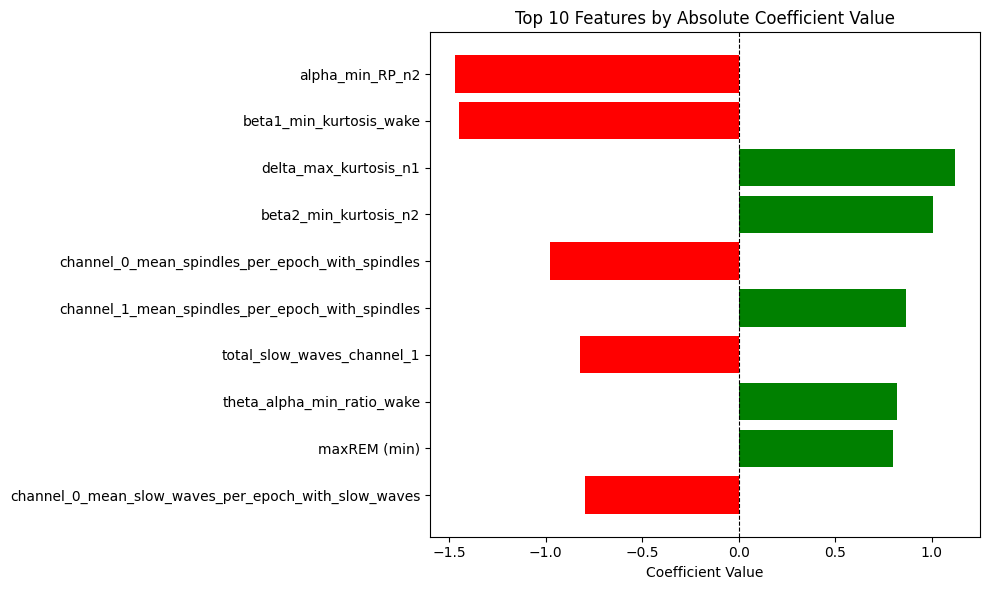 Top 10 Features by Absolute Coefficient Value
alpha_min_RP_n2
beta1_min_kurtosis_wake
delta_max_kurtosis_n1
beta2_min_kurtosis_n2
channel_0_mean_spindles_per_epoch_with_spindles
channel_1_mean_spindles_per_epoch_with_spindles
total_slow_waves_channel_1
theta_alpha_min_ratio_wake
maxREM (min)
channel_0_mean_slow_waves_per_epoch_with_slow_waves
−1.5 −1.0 −0.5 0.0 0.5 1.0
Coefficient Value